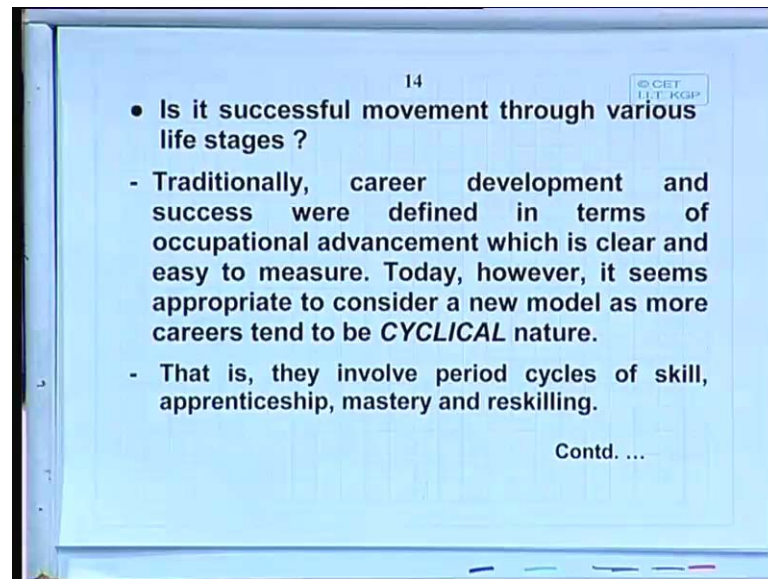 14
© CET
I.I.T. KGP
• Is it successful movement through various
life stages ?
- Traditionally, career development and
success were defined in terms of
occupational advancement which is clear and
easy to measure. Today, however, it seems
appropriate to consider a new model as more
careers tend to be CYCLICAL nature.
- That is, they involve period cycles of skill,
apprenticeship, mastery and reskilling.
Contd. ...